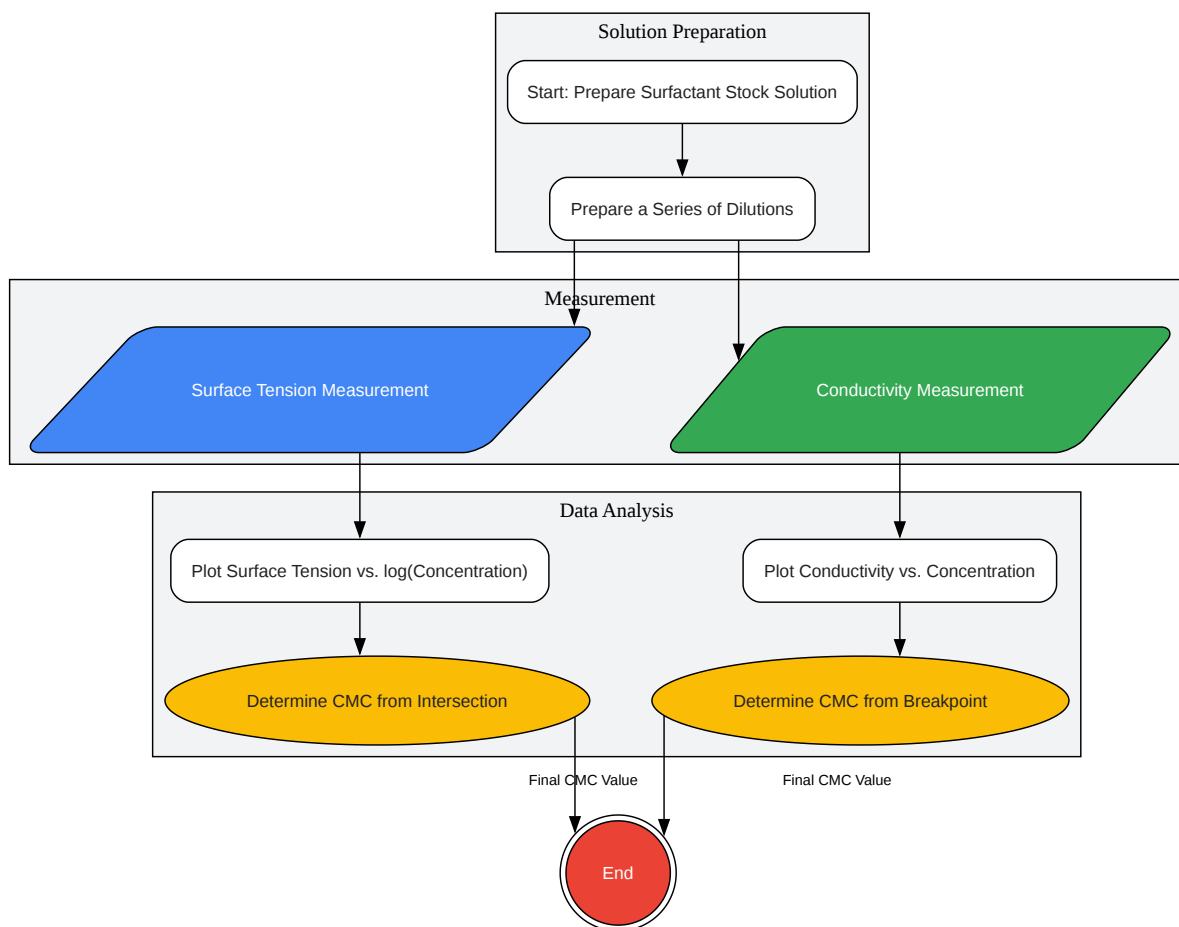 Solution Preparation
Start: Prepare Surfactant Stock Solution
Prepare a Series of Dilutions
Measurement
Surface Tension Measurement
Conductivity Measurement
Data Analysis
Plot Surface Tension vs. log(Concentration)
Plot Conductivity vs. Concentration
Determine CMC from Intersection
Determine CMC from Breakpoint
Final CMC Value
Final CMC Value
End